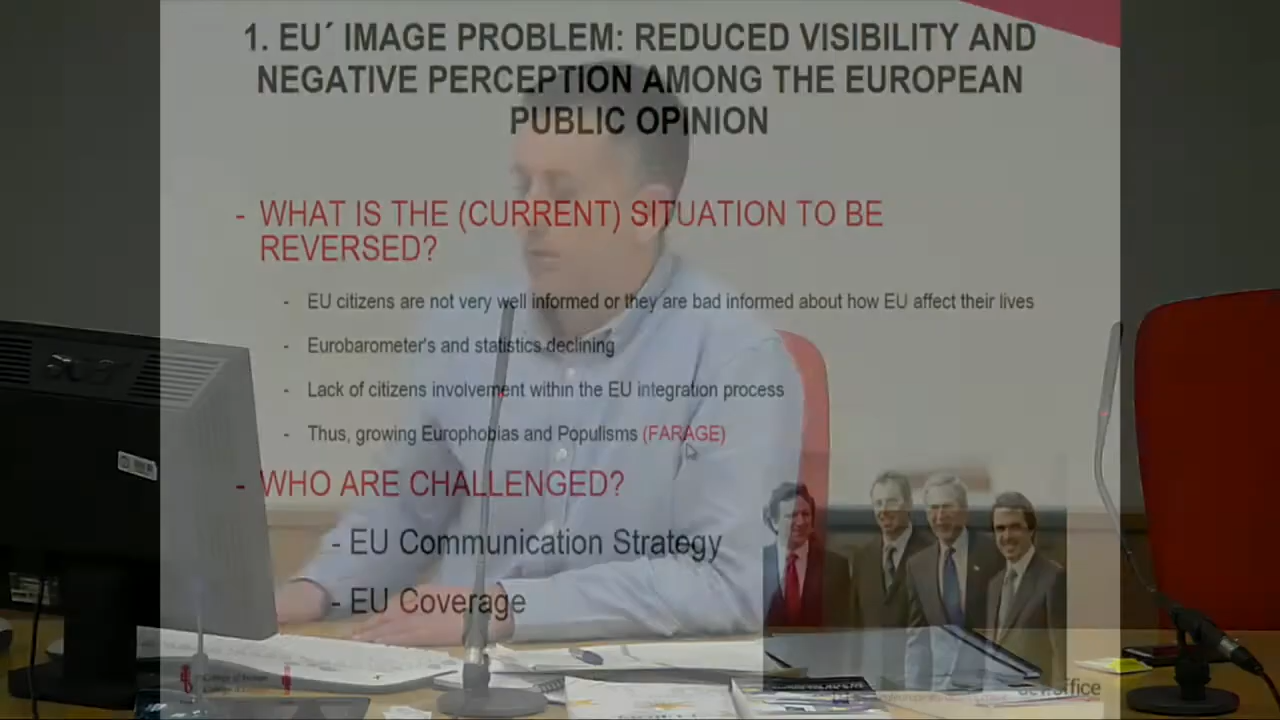 1. EU´ IMAGE PROBLEM: REDUCED VISIBILITY AND
NEGATIVE PERCEPTION AMONG THE EUROPEAN
PUBLIC OPINION
- WHAT IS THE (CURRENT) SITUATION TO BE
REVERSED?
- EU citizens are not very well informed or they are bad informed about how EU affect their lives
- Eurobarometer's and statistics declining
- Lack of citizens involvement within the EU integration process
- Thus, growing Europhobias and Populisms (FARAGE)
- WHO ARE CHALLENGED?
- EU Communication Strategy
- EU Coverage
College of Europe